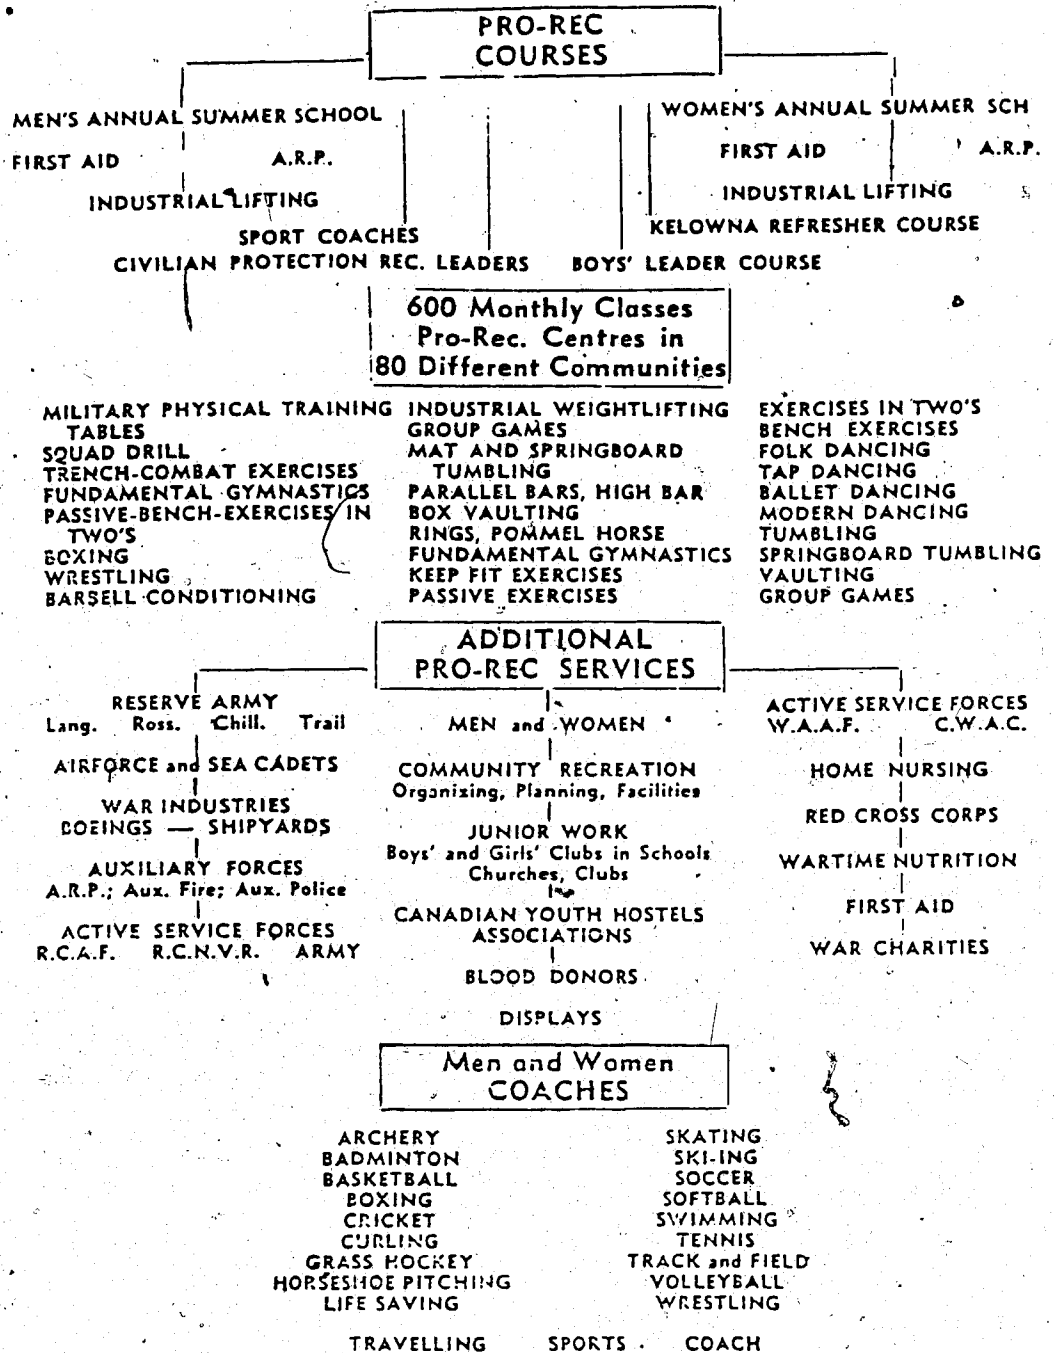 PRO-REC
COURSES
MEN'S ANNUAL SUMMER SCHOOL
FIRST AID A.R.P.
INDUSTRIAL LIFTING
SPORT COACHES
CIVILIAN PROTECTION REC. LEADERS
WOMEN'S ANNUAL SUMMER SCH
FIRST AID A.R.P.
INDUSTRIAL LIFTING
KELOWNA REFRESHER COURSE
BOYS' LEADER COURSE
600 Monthly Classes
Pro-Rec. Centres in
80 Different Communities
MILITARY PHYSICAL TRAINING
TABLES
SQUAD DRILL
TRENCH-COMBAT EXERCISES
FUNDAMENTAL GYMNASTICS
PASSIVE-BENCH-EXERCISES IN
TWO'S
BOXING
WRESTLING
BARSELL CONDITIONING
INDUSTRIAL WEIGHTLIFTING
GROUP GAMES
MAT AND SPRINGBOARD
TUMBLING
PARALLEL BARS, HIGH BAR
BOX VAULTING
RINGS, POMMEL HORSE
FUNDAMENTAL GYMNASTICS
KEEP FIT EXERCISES
PASSIVE EXERCISES
EXERCISES IN TWO'S
BENCH EXERCISES
FOLK DANCING
TAP DANCING
BALLET DANCING
MODERN DANCING
TUMBLING
SPRINGBOARD TUMBLING
VAULTING
GROUP GAMES
ADDITIONAL
PRO-REC SERVICES
RESERVE ARMY
Lang. Ross. Chill. Trail
AIRFORCE and SEA CADETS
WAR INDUSTRIES
BOEINGS — SHIPYARDS
AUXILIARY FORCES
A.R.P.; Aux. Fire; Aux. Police
ACTIVE SERVICE FORCES
R.C.A.F. R.C.N.V.R. ARMY
MEN and WOMEN
COMMUNITY RECREATION
Organizing, Planning, Facilities
JUNIOR WORK
Boys' and Girls' Clubs in Schools
Churches, Clubs
CANADIAN YOUTH HOSTELS
ASSOCIATIONS
BLOOD DONORS
DISPLAYS
ACTIVE SERVICE FORCES
W.A.A.F. C.W.A.C.
HOME NURSING
RED CROSS CORPS
WARTIME NUTRITION
FIRST AID
WAR CHARITIES
Men and Women
COACHES
ARCHERY
BADMINTON
BASKETBALL
BOXING
CRICKET
CURLING
GRASS HOCKEY
HORSESHOE PITCHING
LIFE SAVING
SKATING
SKI-ING
SOCCER
SOFTBALL
SWIMMING
TENNIS
TRACK and FIELD
VOLLEYBALL
WRESTLING
TRAVELLING SPORTS COACH